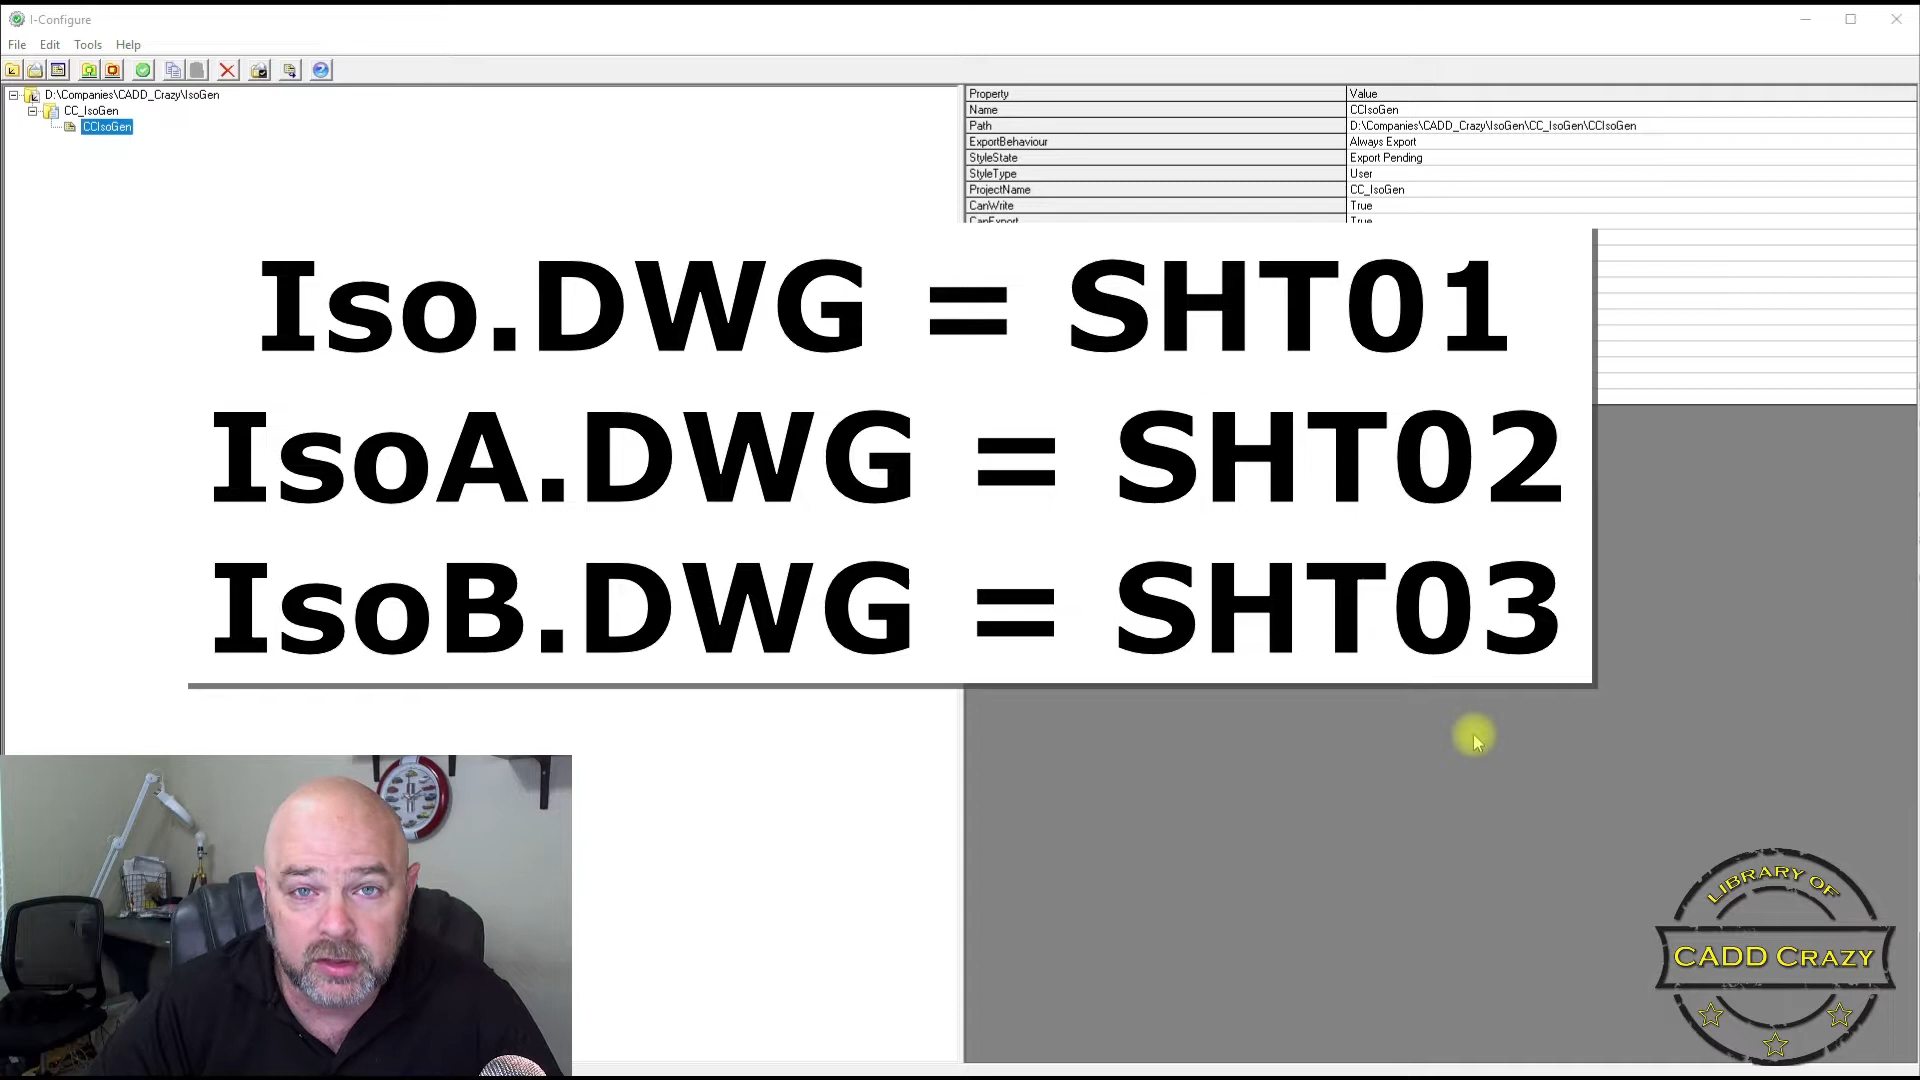 I-Configure
File Edit Tools Help
D:\Companies\CADD_Crazy\IsoGen
CC_IsoGen
CCIsoGen
Property Value
Name CCIsoGen
Path D:\Companies\CADD_Crazy\IsoGen\CC_IsoGen\CCIsoGen
ExportBehaviour Always Export
StyleState Export Pending
StyleType User
ProjectName CC_IsoGen
CanWrite True
CanExport True
Iso.DWG = SHT01
IsoA.DWG = SHT02
IsoB.DWG = SHT03
LIBRARY OF
CADD CRAZY